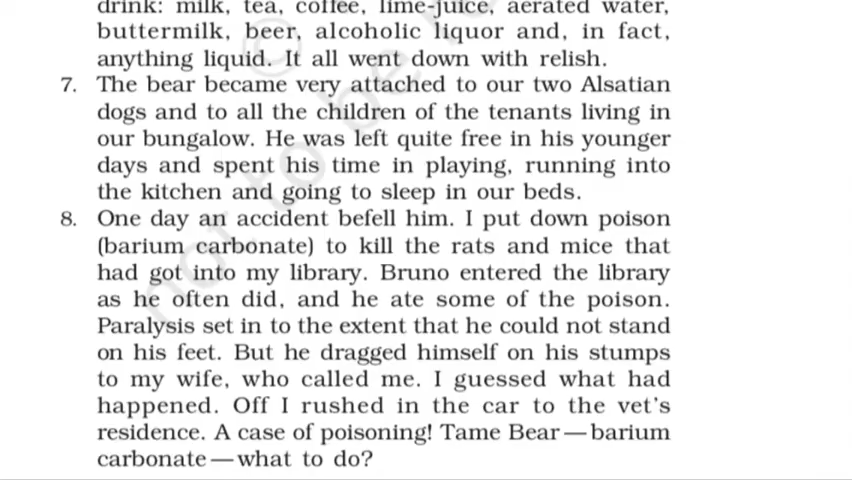 drink: milk, tea, coffee, lime-juice, aerated water,
buttermilk, beer, alcoholic liquor and, in fact,
anything liquid. It all went down with relish.
7. The bear became very attached to our two Alsatian
dogs and to all the children of the tenants living in
our bungalow. He was left quite free in his younger
days and spent his time in playing, running into
the kitchen and going to sleep in our beds.
8. One day an accident befell him. I put down poison
(barium carbonate) to kill the rats and mice that
had got into my library. Bruno entered the library
as he often did, and he ate some of the poison.
Paralysis set in to the extent that he could not stand
on his feet. But he dragged himself on his stumps
to my wife, who called me. I guessed what had
happened. Off I rushed in the car to the vet's
residence. A case of poisoning! Tame Bear—barium
carbonate—what to do?